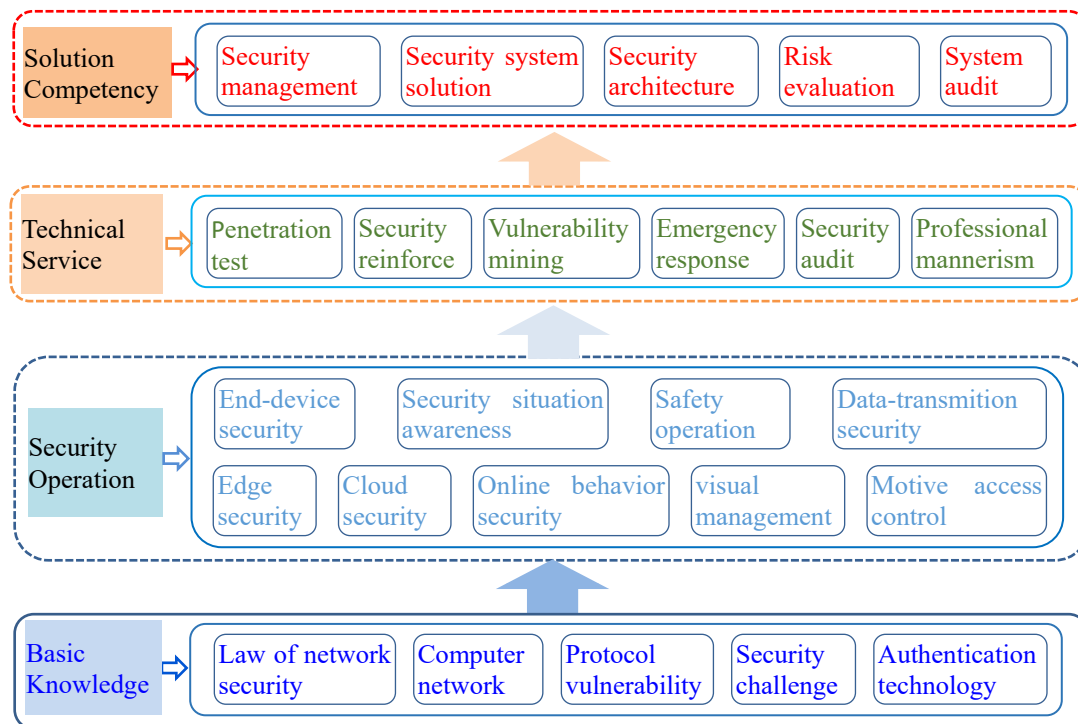 Solution
Competency
Security
management
Security system
solution
Security
architecture
Risk
evaluation
System
audit
Technical
Service
Penetration
test
Security
reinforce
Vulnerability
mining
Emergency
response
Security
audit
Professional
mannerism
Security
Operation
End-device
security
Security situation
awareness
Safety
operation
Data-transmition
security
Edge
security
Cloud
security
Online behavior
security
visual
management
Motive access
control
Basic
Knowledge
Law of network
security
Computer
network
Protocol
vulnerability
Security
challenge
Authentication
technology